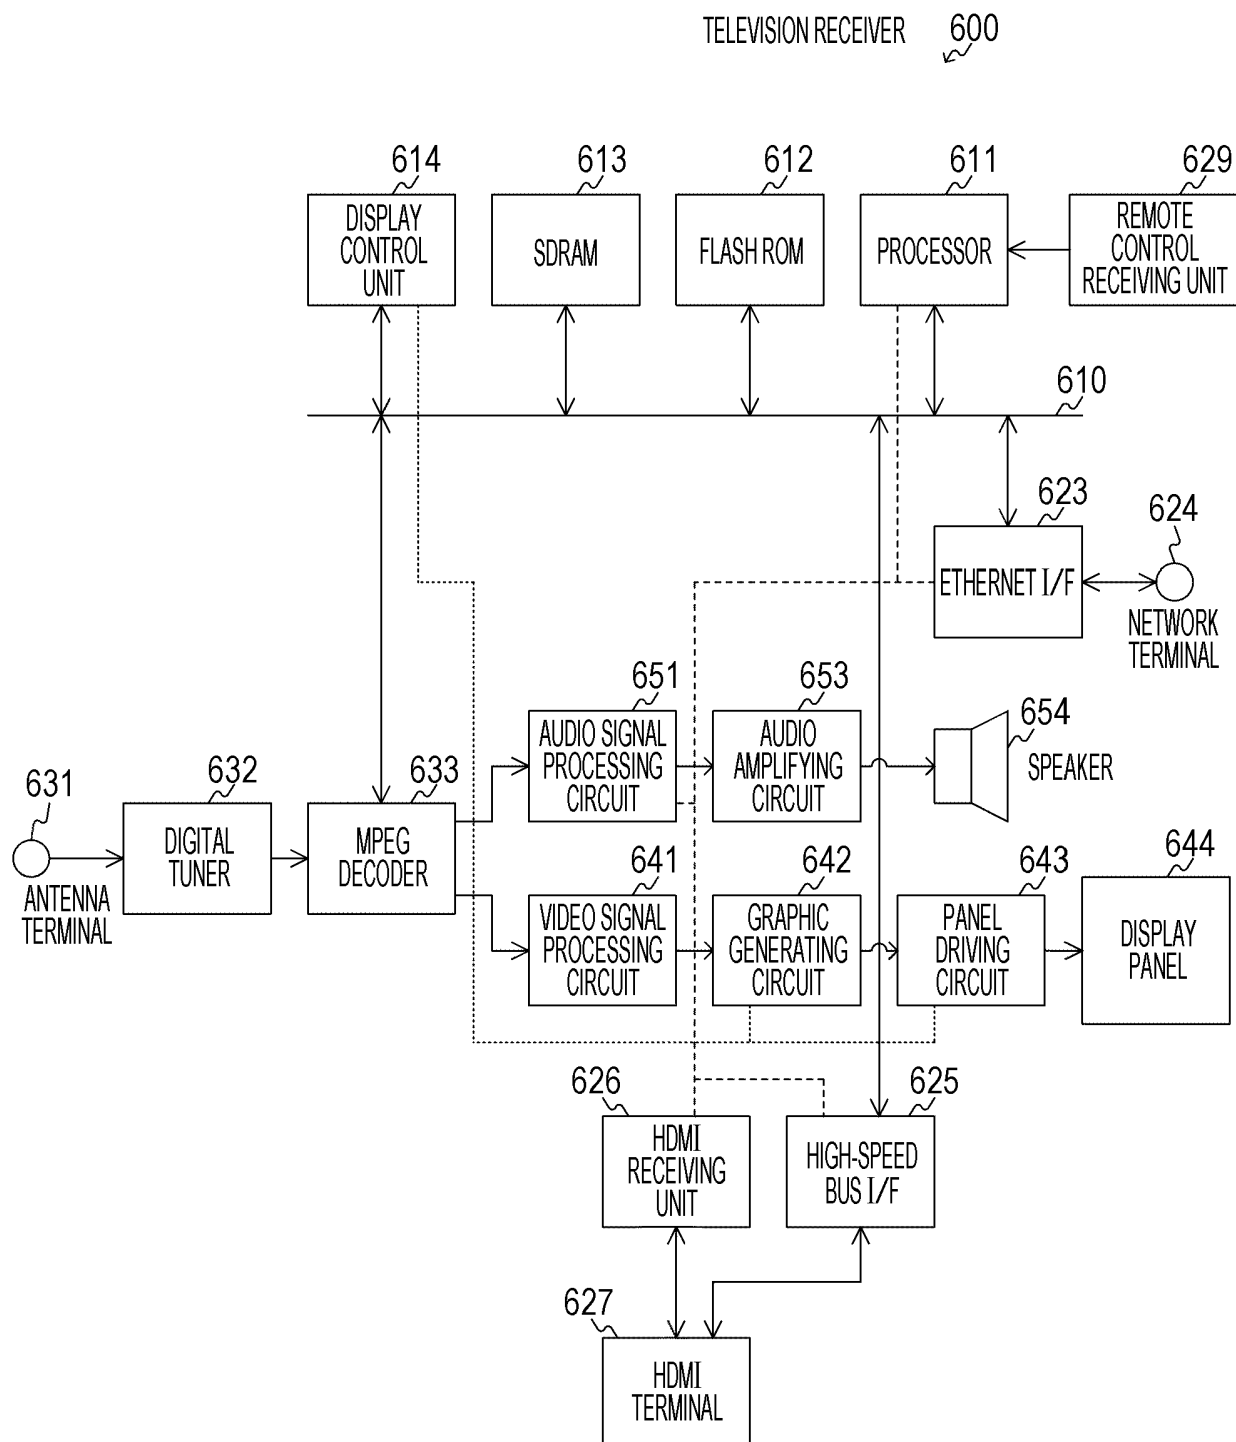 TELEVISION RECEIVER 600
614
613
612
611
629
DISPLAY
CONTROL
UNIT
SDRAM
FLASH ROM
PROCESSOR
REMOTE
CONTROL
RECEIVING UNIT
610
623
624
ETHERNET I/F
NETWORK
TERMINAL
651
653
654
AUDIO SIGNAL
PROCESSING
CIRCUIT
AUDIO
AMPLIFYING
CIRCUIT
SPEAKER
631
632
633
DIGITAL
TUNER
MPEG
DECODER
ANTENNA
TERMINAL
641
642
643
644
VIDEO SIGNAL
PROCESSING
CIRCUIT
GRAPHIC
GENERATING
CIRCUIT
PANEL
DRIVING
CIRCUIT
DISPLAY
PANEL
626
625
HDMI
RECEIVING
UNIT
HIGH-SPEED
BUS I/F
627
HDMI
TERMINAL